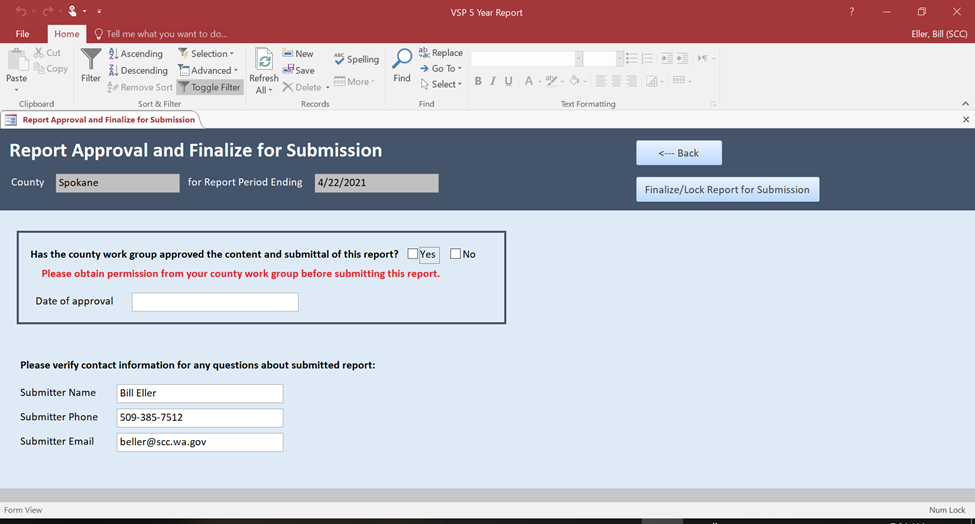 VSP 5 Year Report
?
File Home Tell me what you want to do... Eller, Bill (SCC)
Paste
Cut
Copy
Clipboard
Filter
Ascending
Descending
Remove Sort
Selection
Advanced
Toggle Filter
Sort & Filter
Refresh All
New
Save
Delete
Spelling
More
Records
Find
Replace
Go To
Select
Find
B I U A
Text Formatting
Report Approval and Finalize for Submission
Report Approval and Finalize for Submission
<--- Back
County Spokane for Report Period Ending 4/22/2021
Finalize/Lock Report for Submission
Has the county work group approved the content and submittal of this report? Yes No
Please obtain permission from your county work group before submitting this report.
Date of approval
Please verify contact information for any questions about submitted report:
Submitter Name Bill Eller
Submitter Phone 509-385-7512
Submitter Email beller@scc.wa.gov
Form View Num Lock